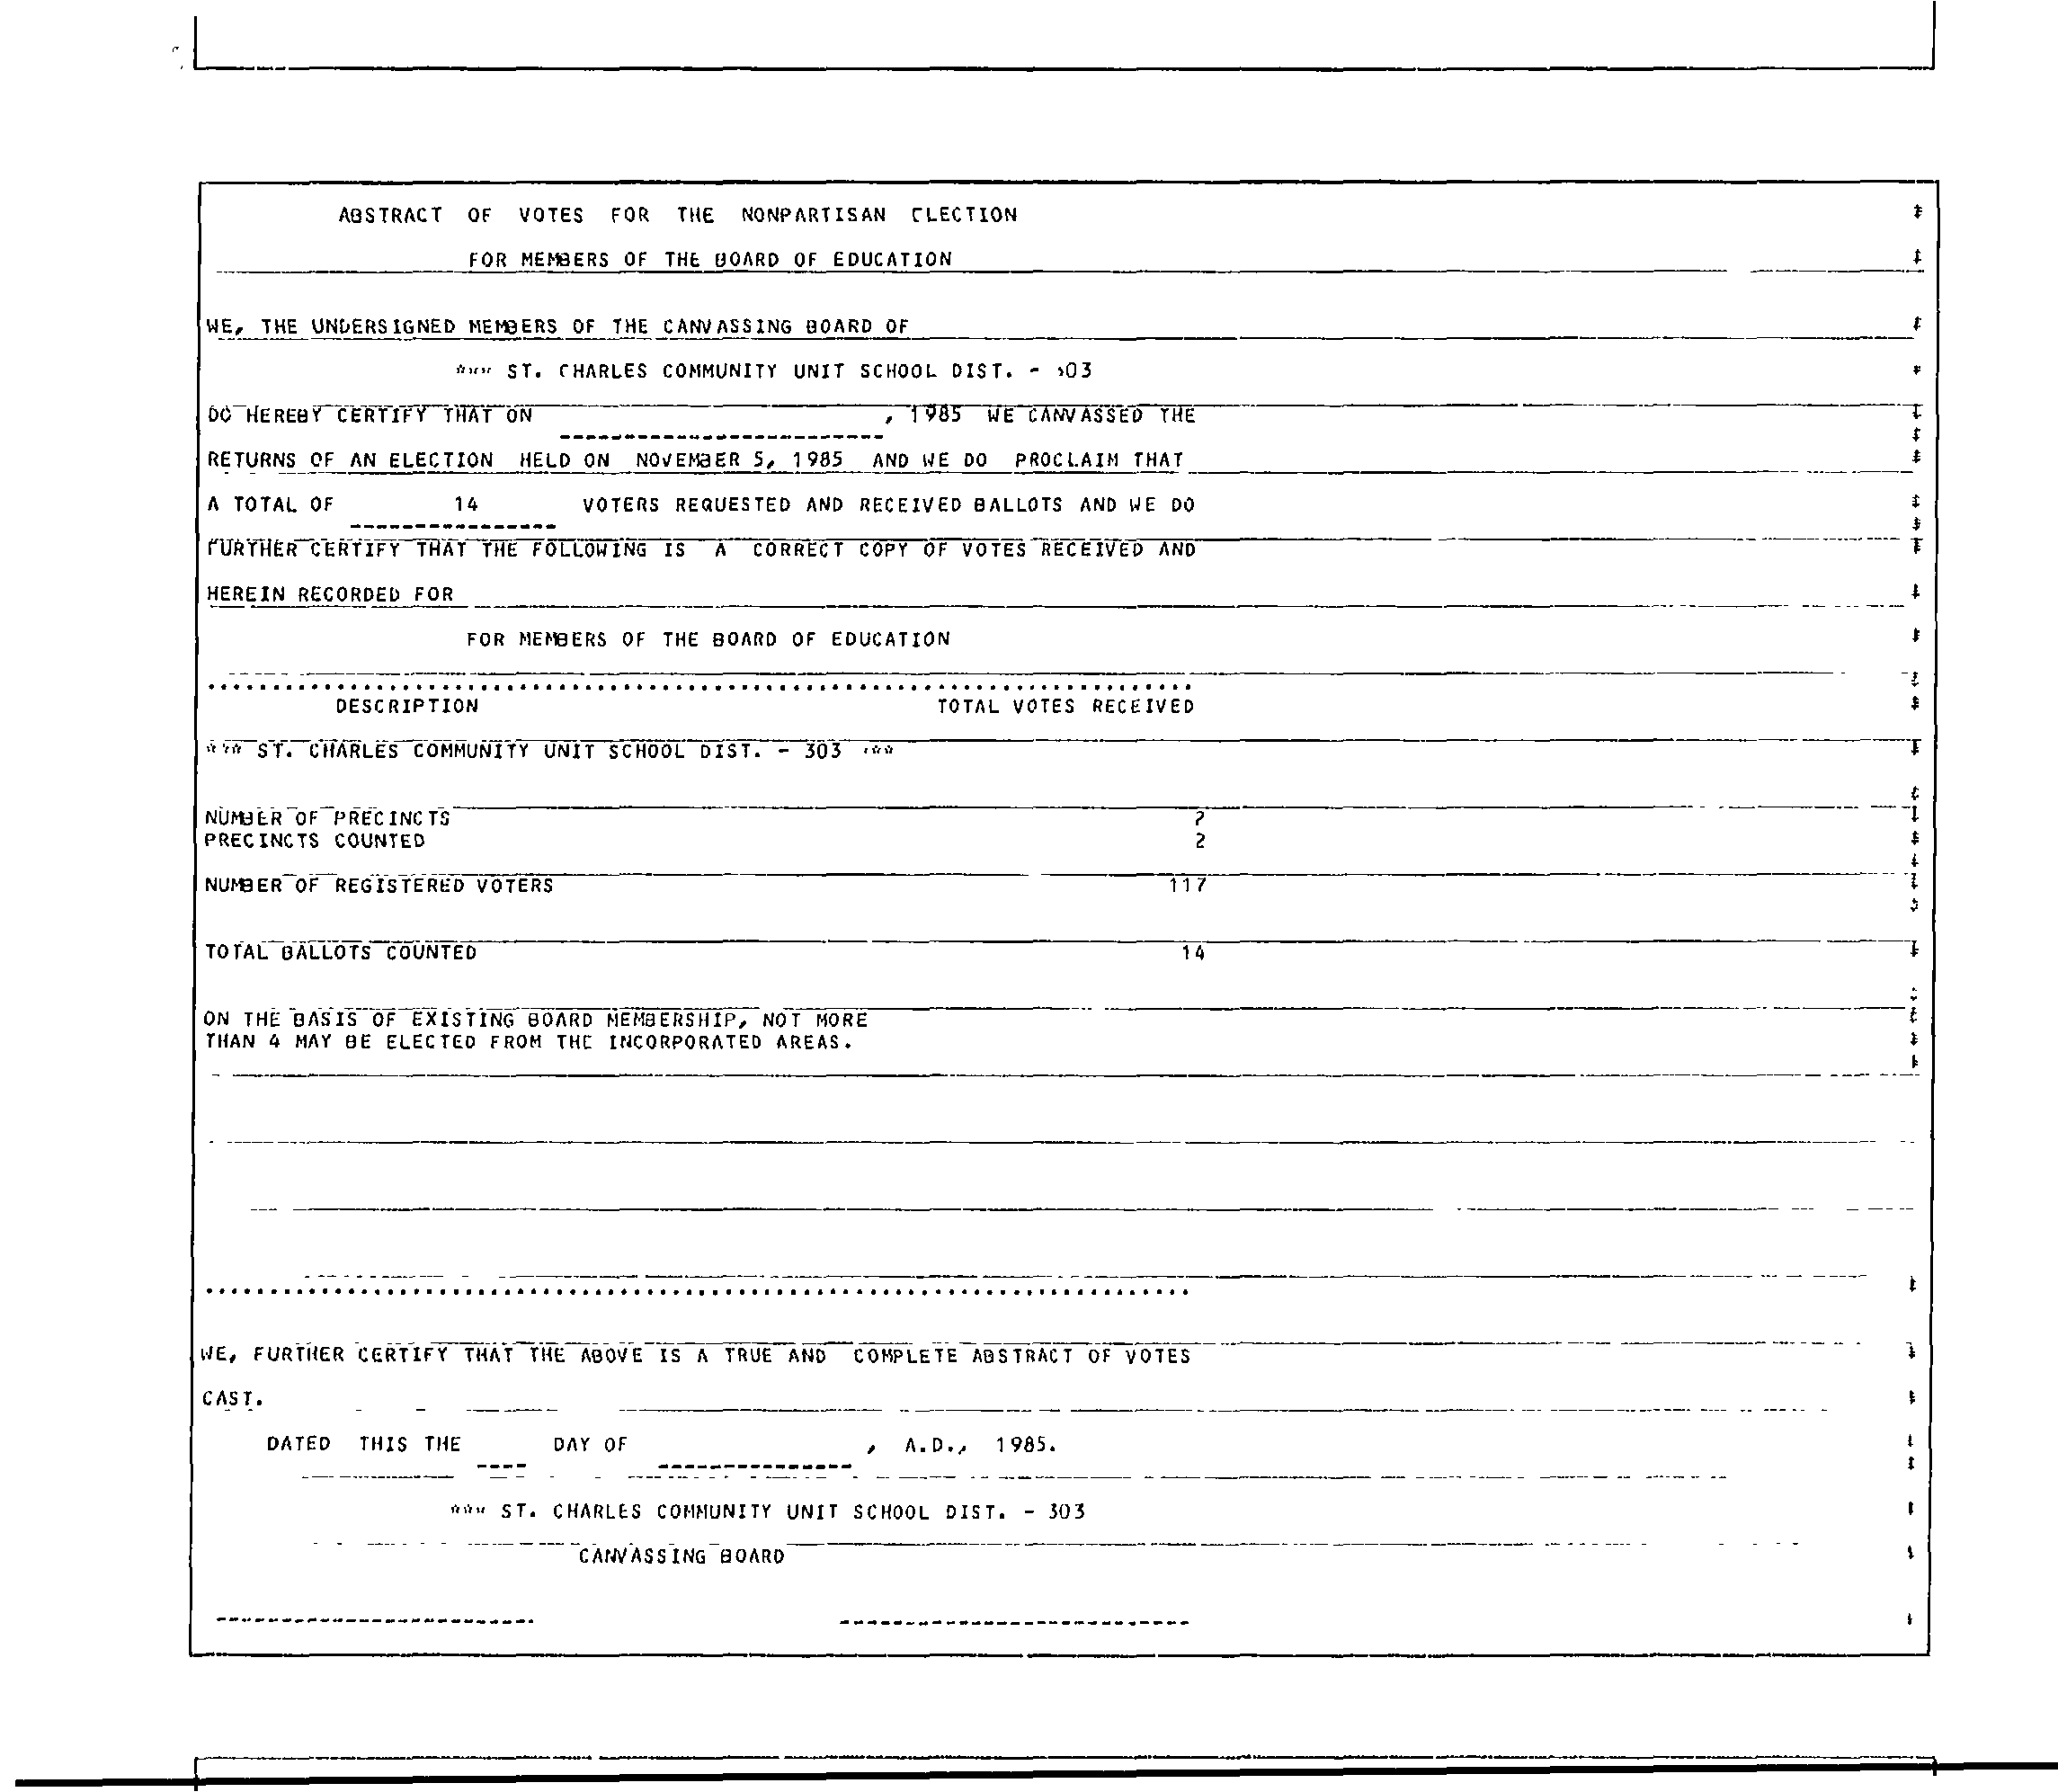 ABSTRACT OF VOTES FOR THE NONPARTISAN ELECTION
FOR MEMBERS OF THE BOARD OF EDUCATION
WE, THE UNDERSIGNED MEMBERS OF THE CANVASSING BOARD OF
*** ST. CHARLES COMMUNITY UNIT SCHOOL DIST. - 303
DO HEREBY CERTIFY THAT ON , 1985 WE CANVASSED THE
RETURNS OF AN ELECTION HELD ON NOVEMBER 5, 1985 AND WE DO PROCLAIM THAT
A TOTAL OF 14 VOTERS REQUESTED AND RECEIVED BALLOTS AND WE DO
FURTHER CERTIFY THAT THE FOLLOWING IS A CORRECT COPY OF VOTES RECEIVED AND
HEREIN RECORDED FOR
FOR MEMBERS OF THE BOARD OF EDUCATION
DESCRIPTION TOTAL VOTES RECEIVED
*** ST. CHARLES COMMUNITY UNIT SCHOOL DIST. - 303 ***
NUMBER OF PRECINCTS 2
PRECINCTS COUNTED 2
NUMBER OF REGISTERED VOTERS 117
TOTAL BALLOTS COUNTED 14
ON THE BASIS OF EXISTING BOARD MEMBERSHIP, NOT MORE
THAN 4 MAY BE ELECTED FROM THE INCORPORATED AREAS.
WE, FURTHER CERTIFY THAT THE ABOVE IS A TRUE AND COMPLETE ABSTRACT OF VOTES
CAST.
DATED THIS THE DAY OF , A.D., 1985.
*** ST. CHARLES COMMUNITY UNIT SCHOOL DIST. - 303
CANVASSING BOARD